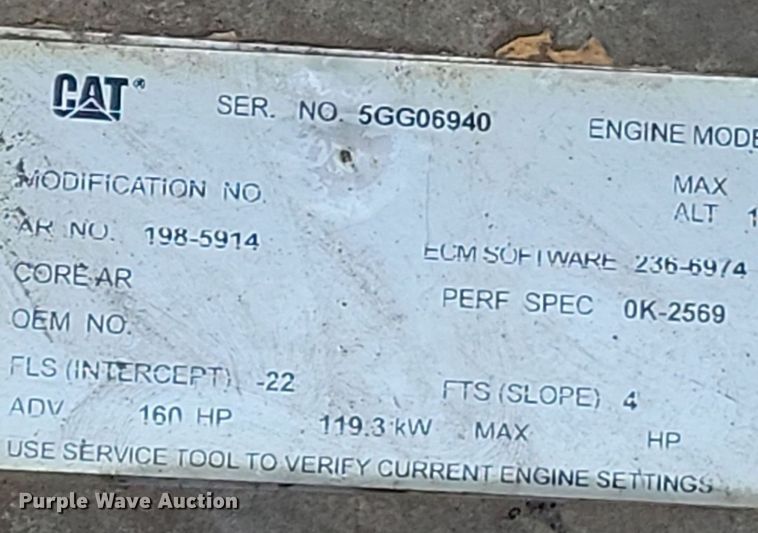 CAT® SER. NO. 5GG06940 ENGINE MODE
MODIFICATION NO. MAX
ALT 1
AR NO. 198-5914 ECM SOFTWARE 236-6974
CORE AR PERF SPEC 0K-2569
OEM NO.
FLS (INTERCEPT) -22 FTS (SLOPE) 4
ADV 160 HP 119.3 kW MAX HP
USE SERVICE TOOL TO VERIFY CURRENT ENGINE SETTINGS
Purple Wave Auction